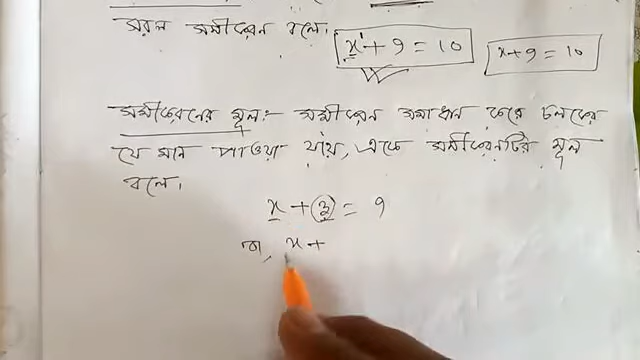 সরল সমীকরণ বলে। x¹ + 9 = 10 x + 9 = 10
সমীকরণের মূল:- সমীকরণ সমাধান করে চলকের
যে মান পাওয়া যায়, একে সমীকরণটির মূল
বলে।
x + 3 = 9
বা, x +